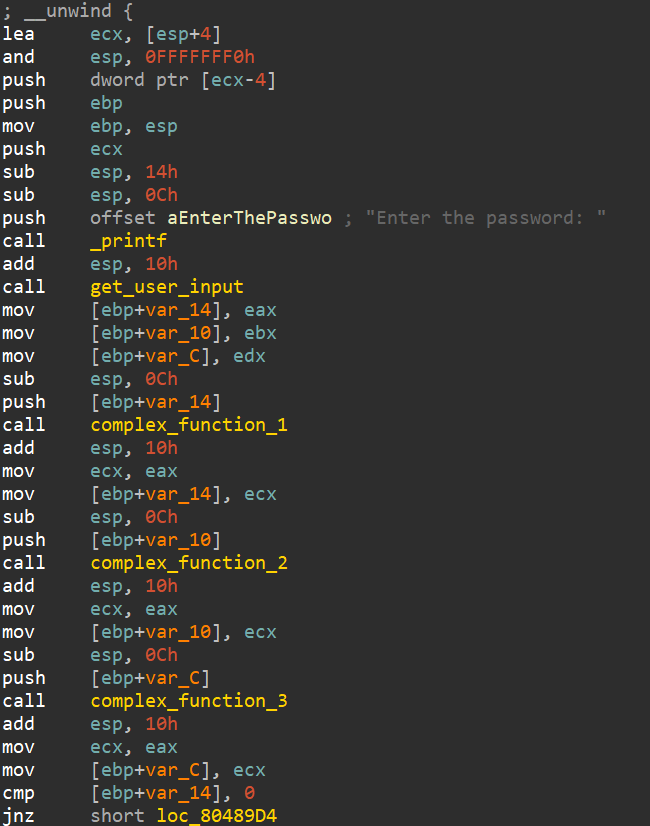 ; __unwind {
lea     ecx, [esp+4]
and     esp, 0FFFFFFF0h
push    dword ptr [ecx-4]
push    ebp
mov     ebp, esp
push    ecx
sub     esp, 14h
sub     esp, 0Ch
push    offset aEnterThePasswo ; "Enter the password: "
call    _printf
add     esp, 10h
call    get_user_input
mov     [ebp+var_14], eax
mov     [ebp+var_10], ebx
mov     [ebp+var_C], edx
sub     esp, 0Ch
push    [ebp+var_14]
call    complex_function_1
add     esp, 10h
mov     ecx, eax
mov     [ebp+var_14], ecx
sub     esp, 0Ch
push    [ebp+var_10]
call    complex_function_2
add     esp, 10h
mov     ecx, eax
mov     [ebp+var_10], ecx
sub     esp, 0Ch
push    [ebp+var_C]
call    complex_function_3
add     esp, 10h
mov     ecx, eax
mov     [ebp+var_C], ecx
cmp     [ebp+var_14], 0
jnz     short loc_80489D4